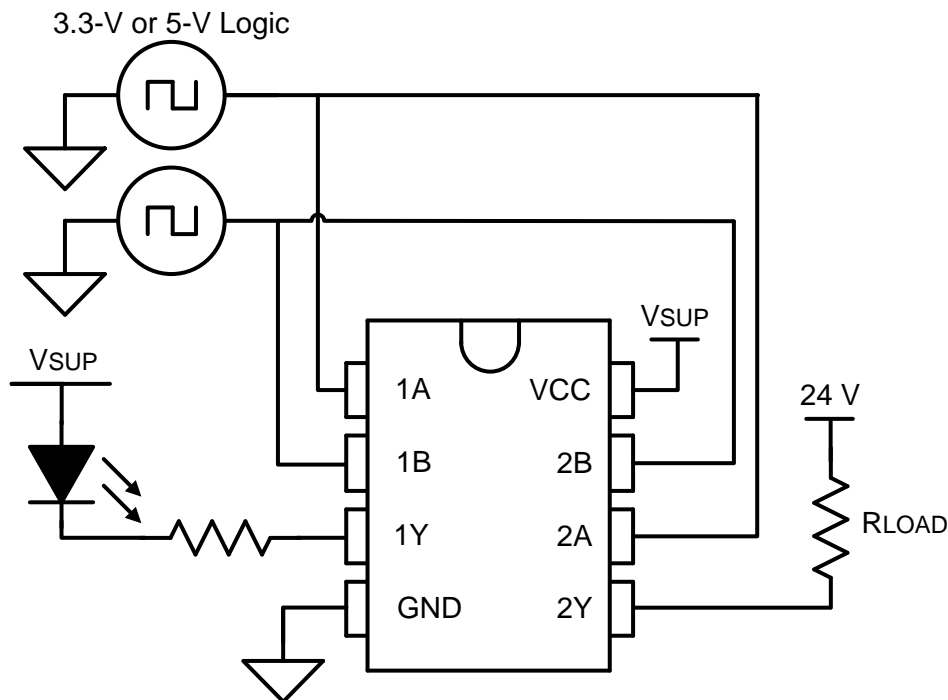 3.3-V or 5-V Logic
VSUP
VSUP
24 V
1A
VCC
1B
2B
1Y
2A
RLOAD
GND
2Y